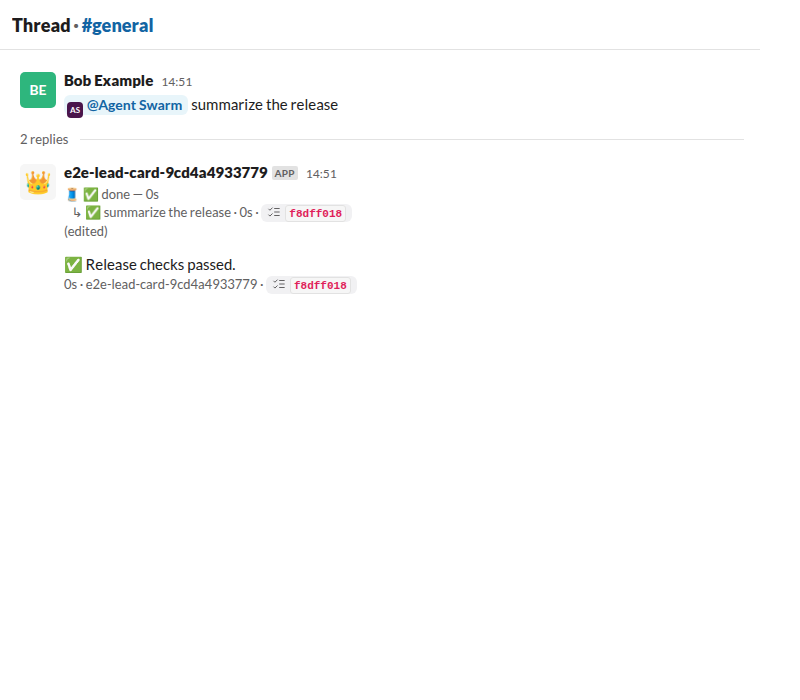 Thread • #general
BE
Bob Example 14:51
AS @Agent Swarm summarize the release
2 replies
e2e-lead-card-9cd4a4933779 APP 14:51
🧵 ✅ done — 0s
↳ ✅ summarize the release · 0s · f8dff018
(edited)
✅ Release checks passed.
0s · e2e-lead-card-9cd4a4933779 · f8dff018